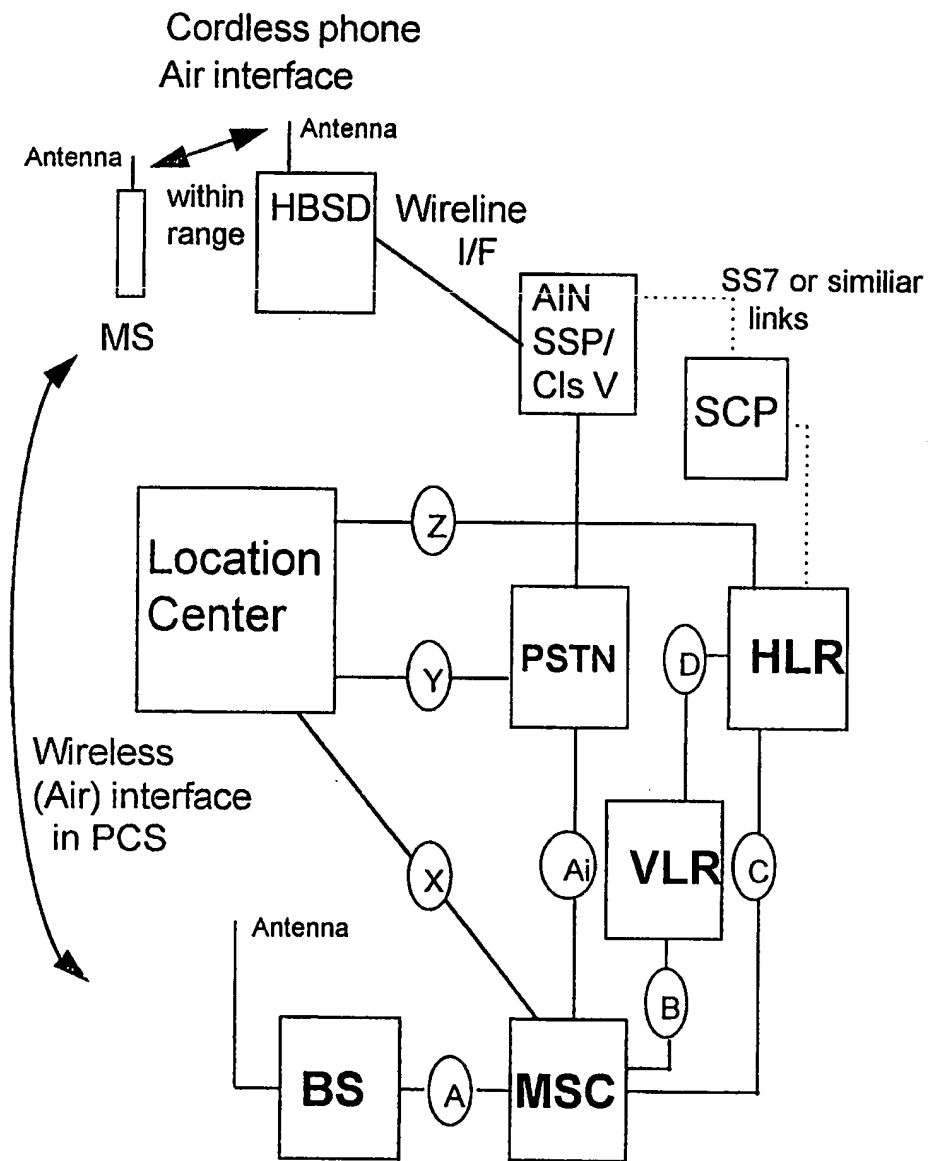 Cordless phone
Air interface
Antenna
Antenna
within
range
HBSD
Wireline
I/F
MS
AIN
SSP/
Cls V
SS7 or similiar
links
SCP
Location
Center
Z
Y
PSTN
D
HLR
Wireless
(Air) interface
in PCS
X
Ai
VLR
C
Antenna
B
BS
A
MSC